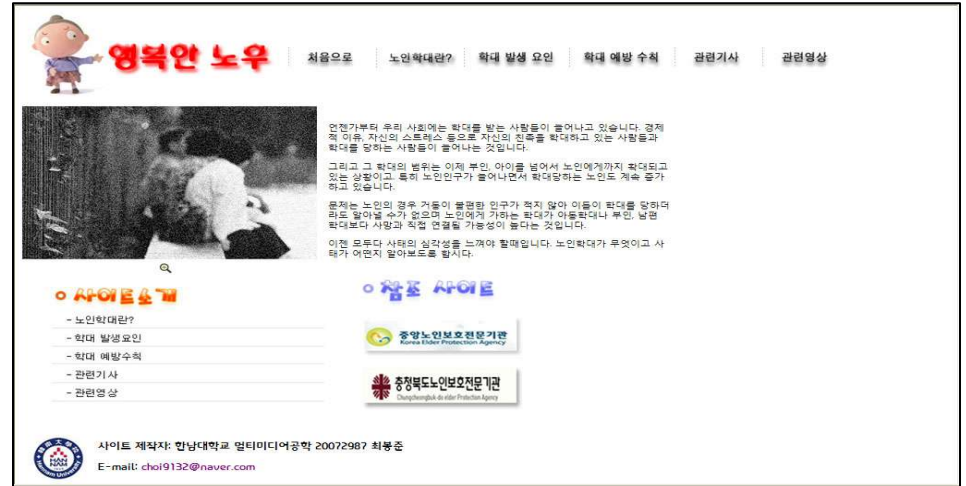 영복안 노우
처음으로
노인학대란?
학대 발생 요인
학대 예방 수칙
관련기사
관련영상
언젠가부터 우리 사회에는 학대를 받는 사람들이 늘어나고 있습니다. 경제
적 이유, 자신의 스트레스 등으로 자신의 친족을 학대하고 있는 사람들과
학대를 당하는 사람들이 늘어나는 것입니다.
그리고 그 학대의 범위는 이제 부인, 아이를 넘어서 노인에게까지 확대되고
있는 상황이고, 특히 노인인구가 늘어나면서 학대당하는 노인도 계속 증가
하고 있습니다.
문제는 노인의 경우 거동이 불편한 인구가 적지 않아 이들이 학대를 당하더
라도 알아낼 수가 없으며 노인에게 가하는 학대가 아동학대나 부인, 남편
학대보다 사망과 직접 연결될 가능성이 높다는 것입니다.
이젠 모두다 사태의 심각성을 느껴야 할때입니다. 노인학대가 무엇이고 사
태가 어떤지 알아보도록 합시다.
사이트소개
- 노인학대란?
- 학대 발생요인
- 학대 예방수칙
- 관련기사
- 관련영상
참조 사이트
중앙노인보호전문기관
Korea Elder Protection Agency
충청북도노인보호전문기관
Chungcheongbuk-do elder Protection Agency
HAN
NAM
사이트 제작자: 한남대학교 멀티미디어공학 20072987 최봉준
E-mail: choi9132@naver.com